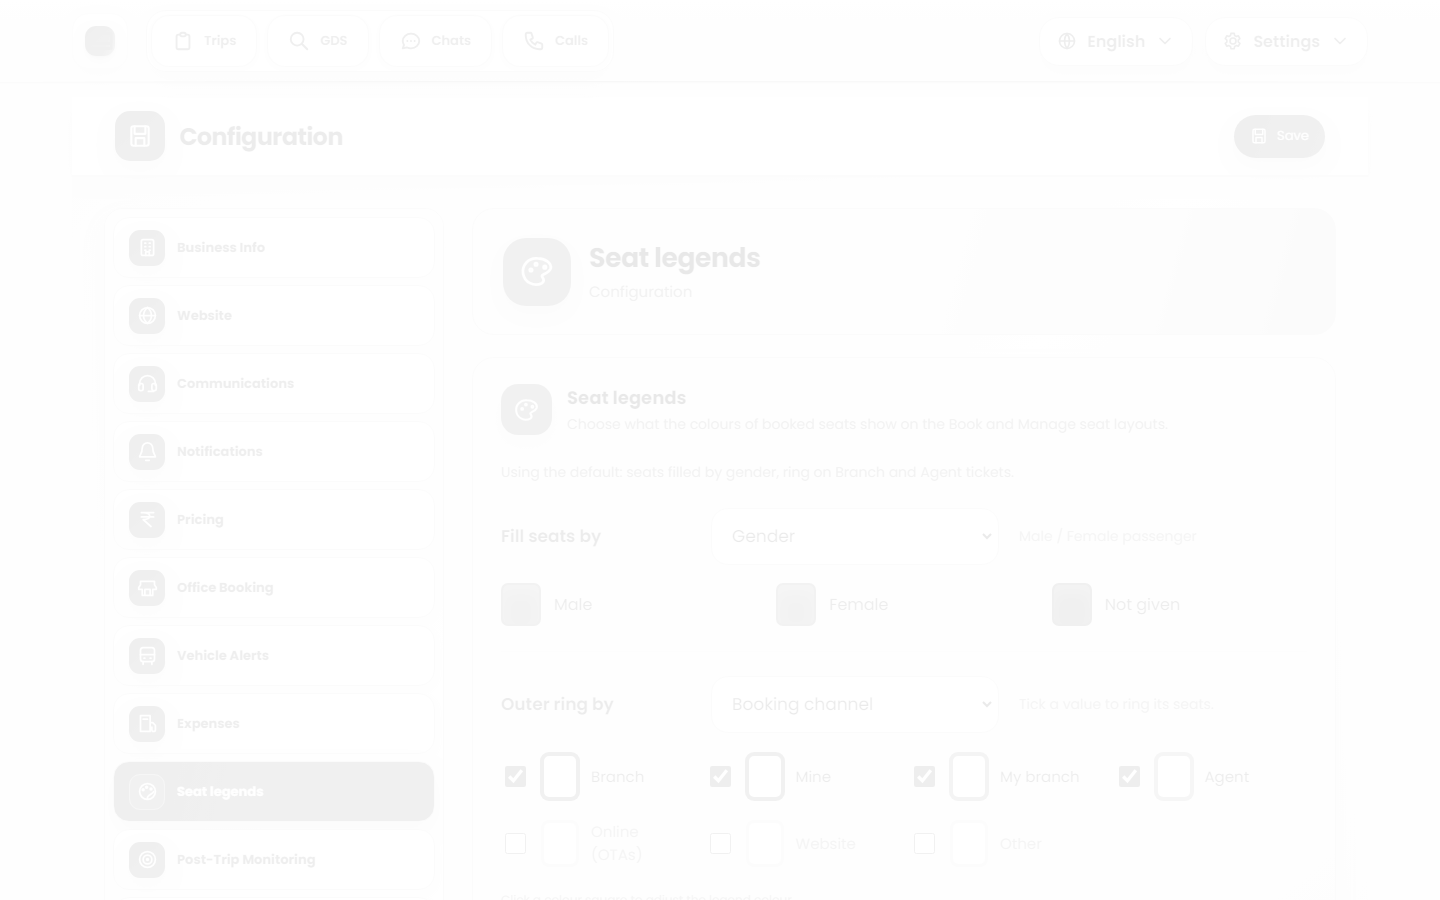 Trips
GDS
Chats
Calls
English
Settings
Configuration
Save
Business Info
Website
Communications
Notifications
Pricing
Office Booking
Vehicle Alerts
Expenses
Seat legends
Post-Trip Monitoring
Seat legends
Configuration
Seat legends
Choose what the colours of booked seats show on the Book and Manage seat layouts.
Using the default: seats filled by gender, ring on Branch and Agent tickets.
Fill seats by
Gender
Male / Female passenger
Male
Female
Not given
Outer ring by
Booking channel
Tick a value to ring its seats.
Branch
Mine
My branch
Agent
Online
(OTAs)
Website
Other